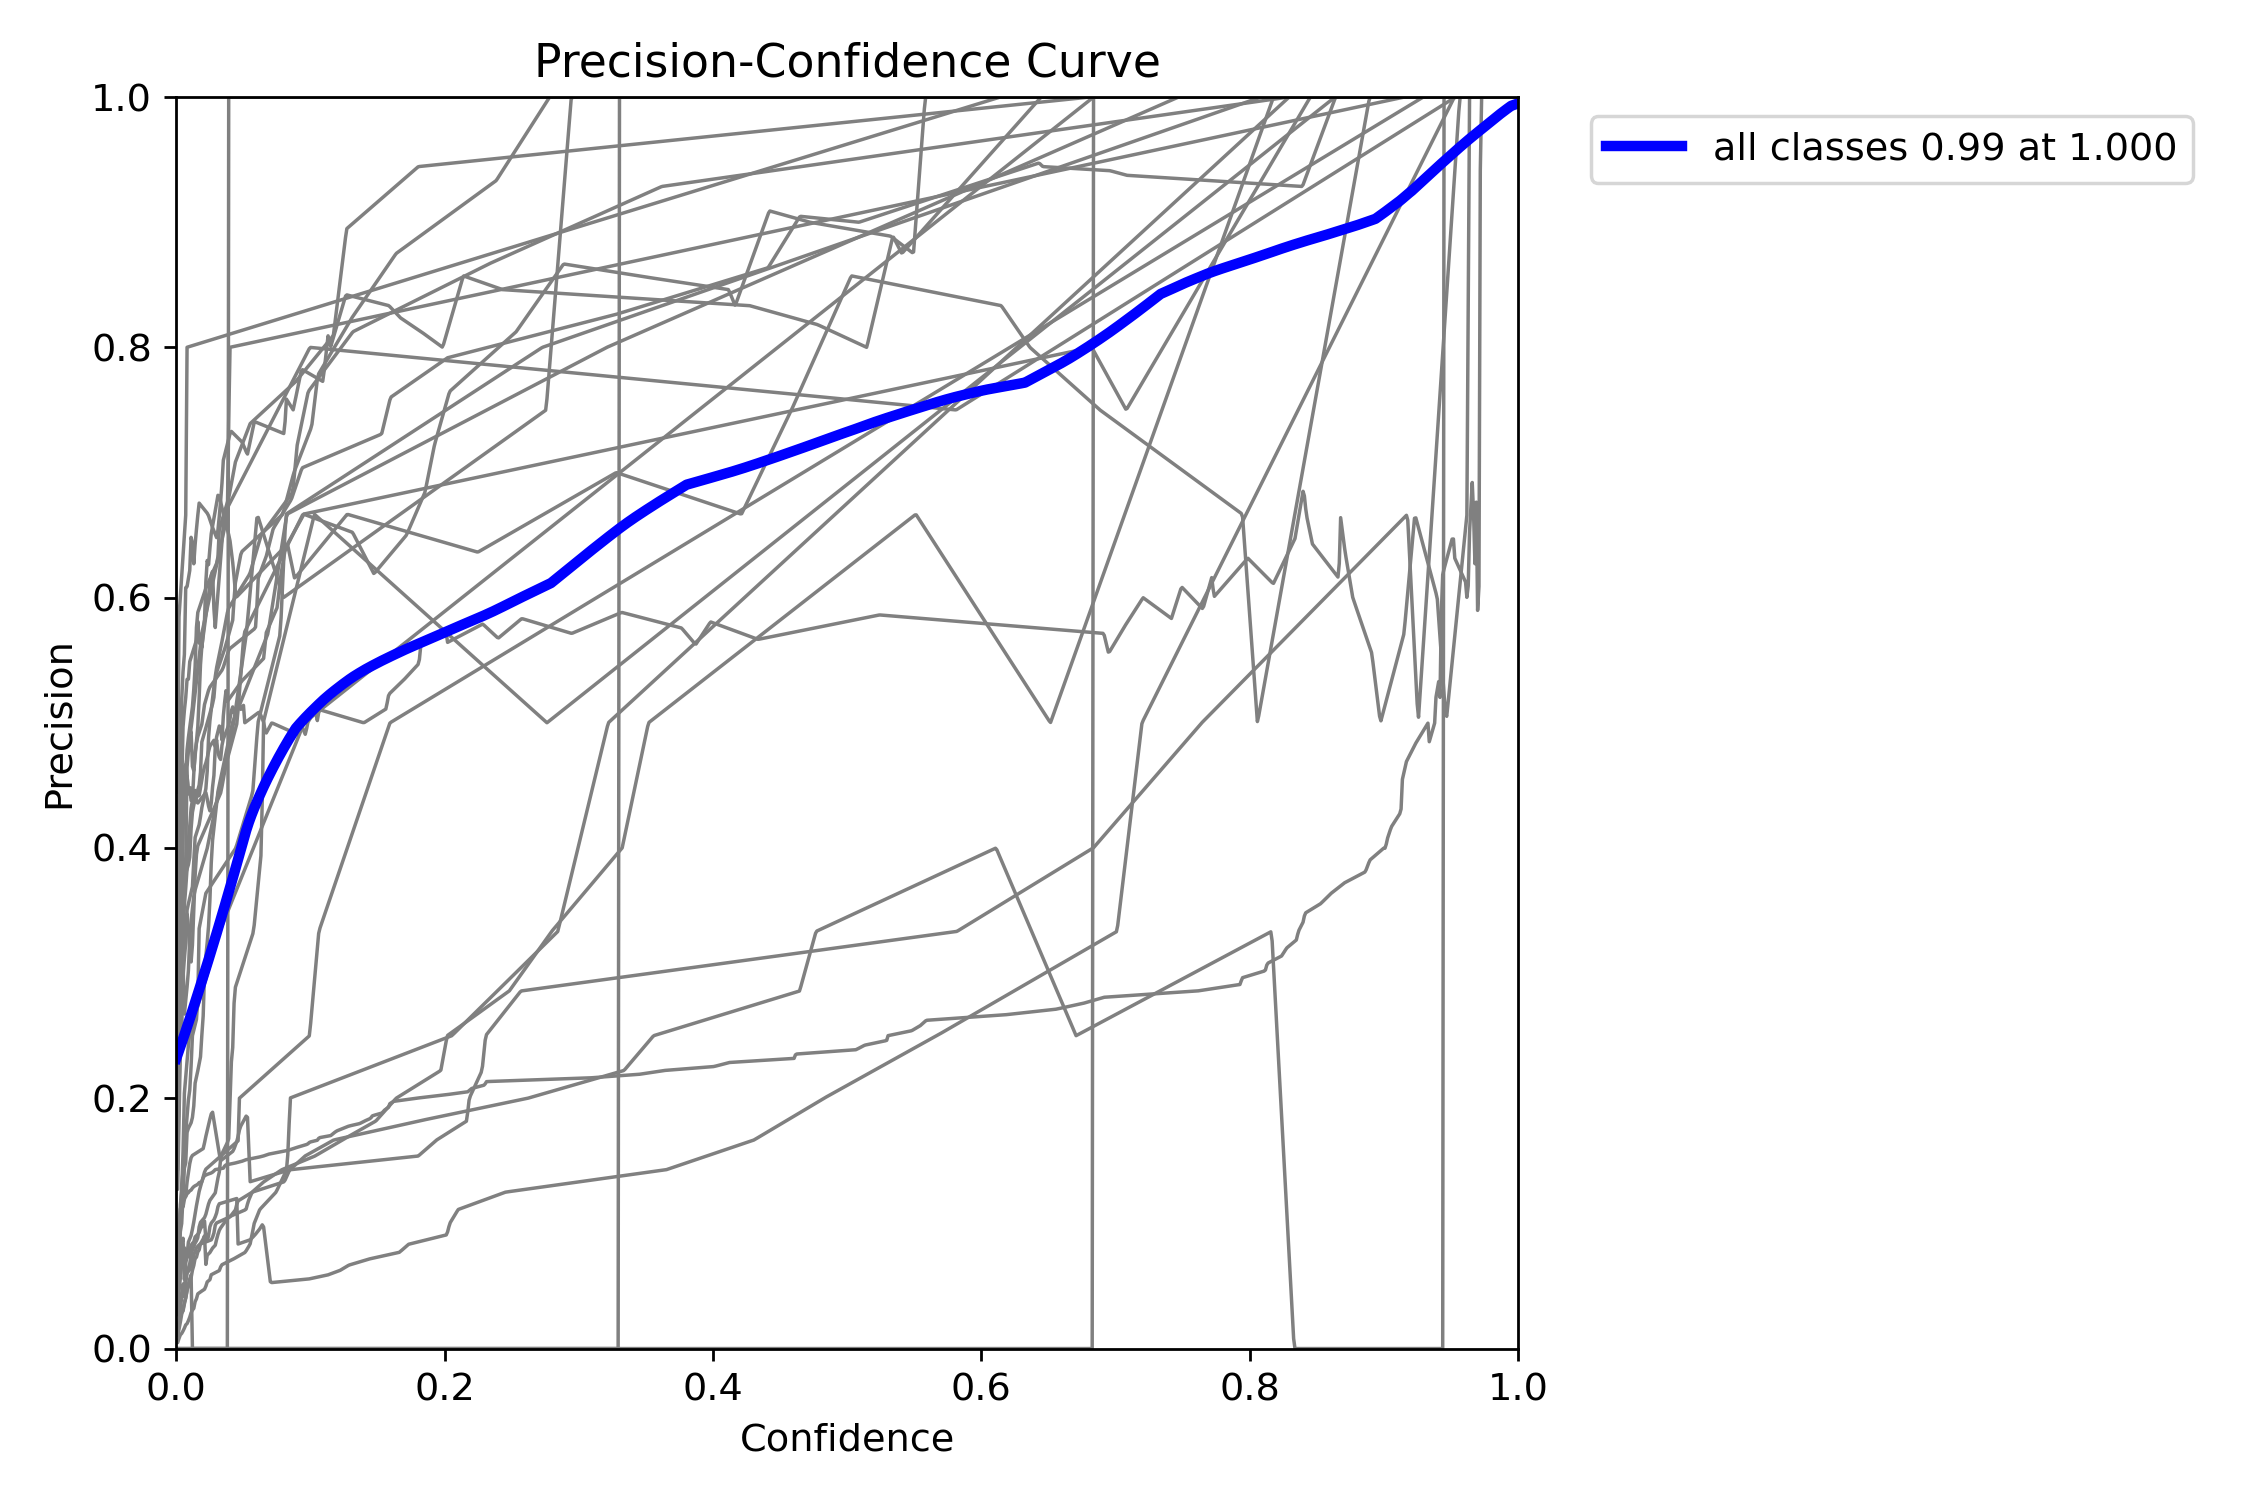 Precision-Confidence Curve
all classes 0.99 at 1.000
Precision
1.0
0.8
0.6
0.4
0.2
0.0
0.0 0.2 0.4 0.6 0.8 1.0
Confidence